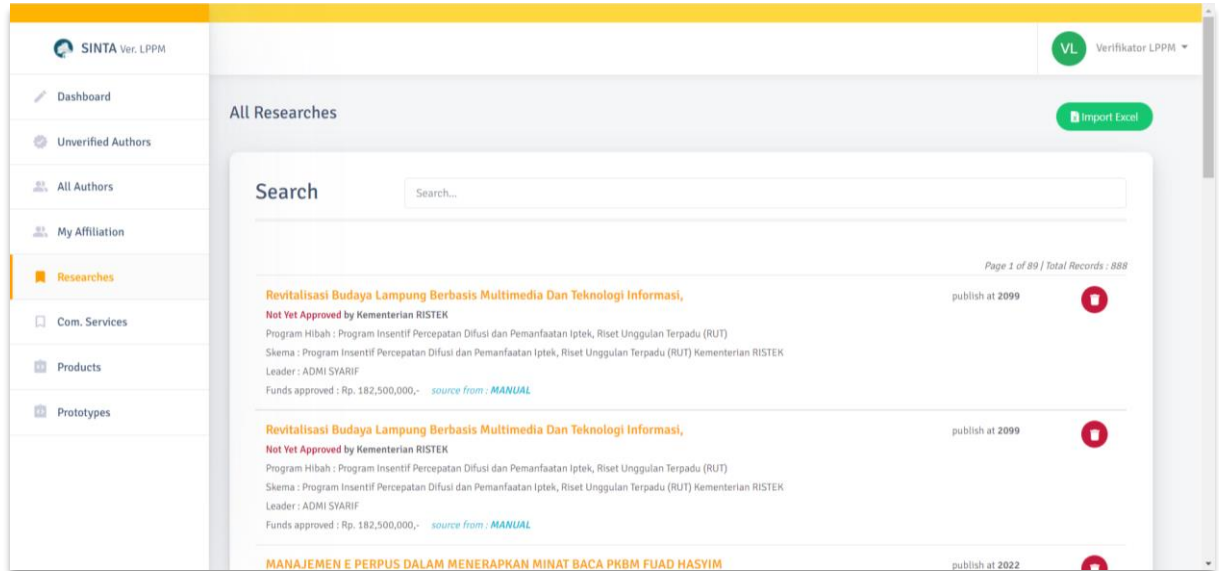 SINTA Ver. LPPM
VL Verifikator LPPM
Dashboard
Unverified Authors
All Authors
My Affiliation
Researches
Com. Services
Products
Prototypes
All Researches
Import Excel
Search
Search...
Page 1 of 89 | Total Records : 888
Revitalisasi Budaya Lampung Berbasis Multimedia Dan Teknologi Informasi,
publish at 2099
Not Yet Approved by Kementerian RISTEK
Program Hibah : Program Insentif Percepatan Difusi dan Pemanfaatan Iptek, Riset Unggulan Terpadu (RUT)
Skema : Program Insentif Percepatan Difusi dan Pemanfaatan Iptek, Riset Unggulan Terpadu (RUT) Kementerian RISTEK
Leader : ADMI SYARIF
Funds approved : Rp. 182,500,000,- source from : MANUAL
Revitalisasi Budaya Lampung Berbasis Multimedia Dan Teknologi Informasi,
publish at 2099
Not Yet Approved by Kementerian RISTEK
Program Hibah : Program Insentif Percepatan Difusi dan Pemanfaatan Iptek, Riset Unggulan Terpadu (RUT)
Skema : Program Insentif Percepatan Difusi dan Pemanfaatan Iptek, Riset Unggulan Terpadu (RUT) Kementerian RISTEK
Leader : ADMI SYARIF
Funds approved : Rp. 182,500,000,- source from : MANUAL
MANAJEMEN E PERPUS DALAM MENERAPKAN MINAT BACA PKBM FUAD HASYIM
publish at 2022